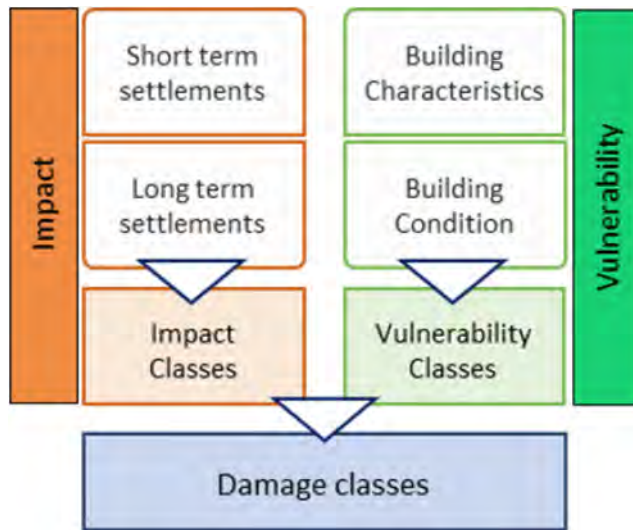 Impact
Short term
settlements
Long term
settlements
Impact
Classes
Building
Characteristics
Building
Condition
Vulnerability
Classes
Vulnerability
Damage classes